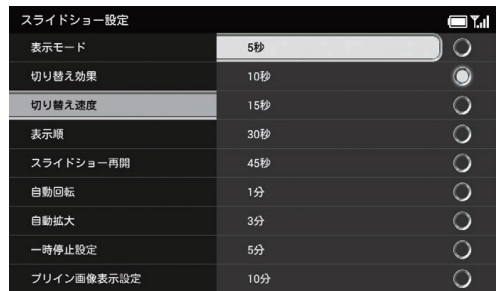 スライドショー設定
表示モード
5秒
切り替え効果
10秒
切り替え速度
15秒
表示順
30秒
スライドショー再開
45秒
自動回転
1分
自動拡大
3分
一時停止設定
5分
プリイン画像表示設定
10分